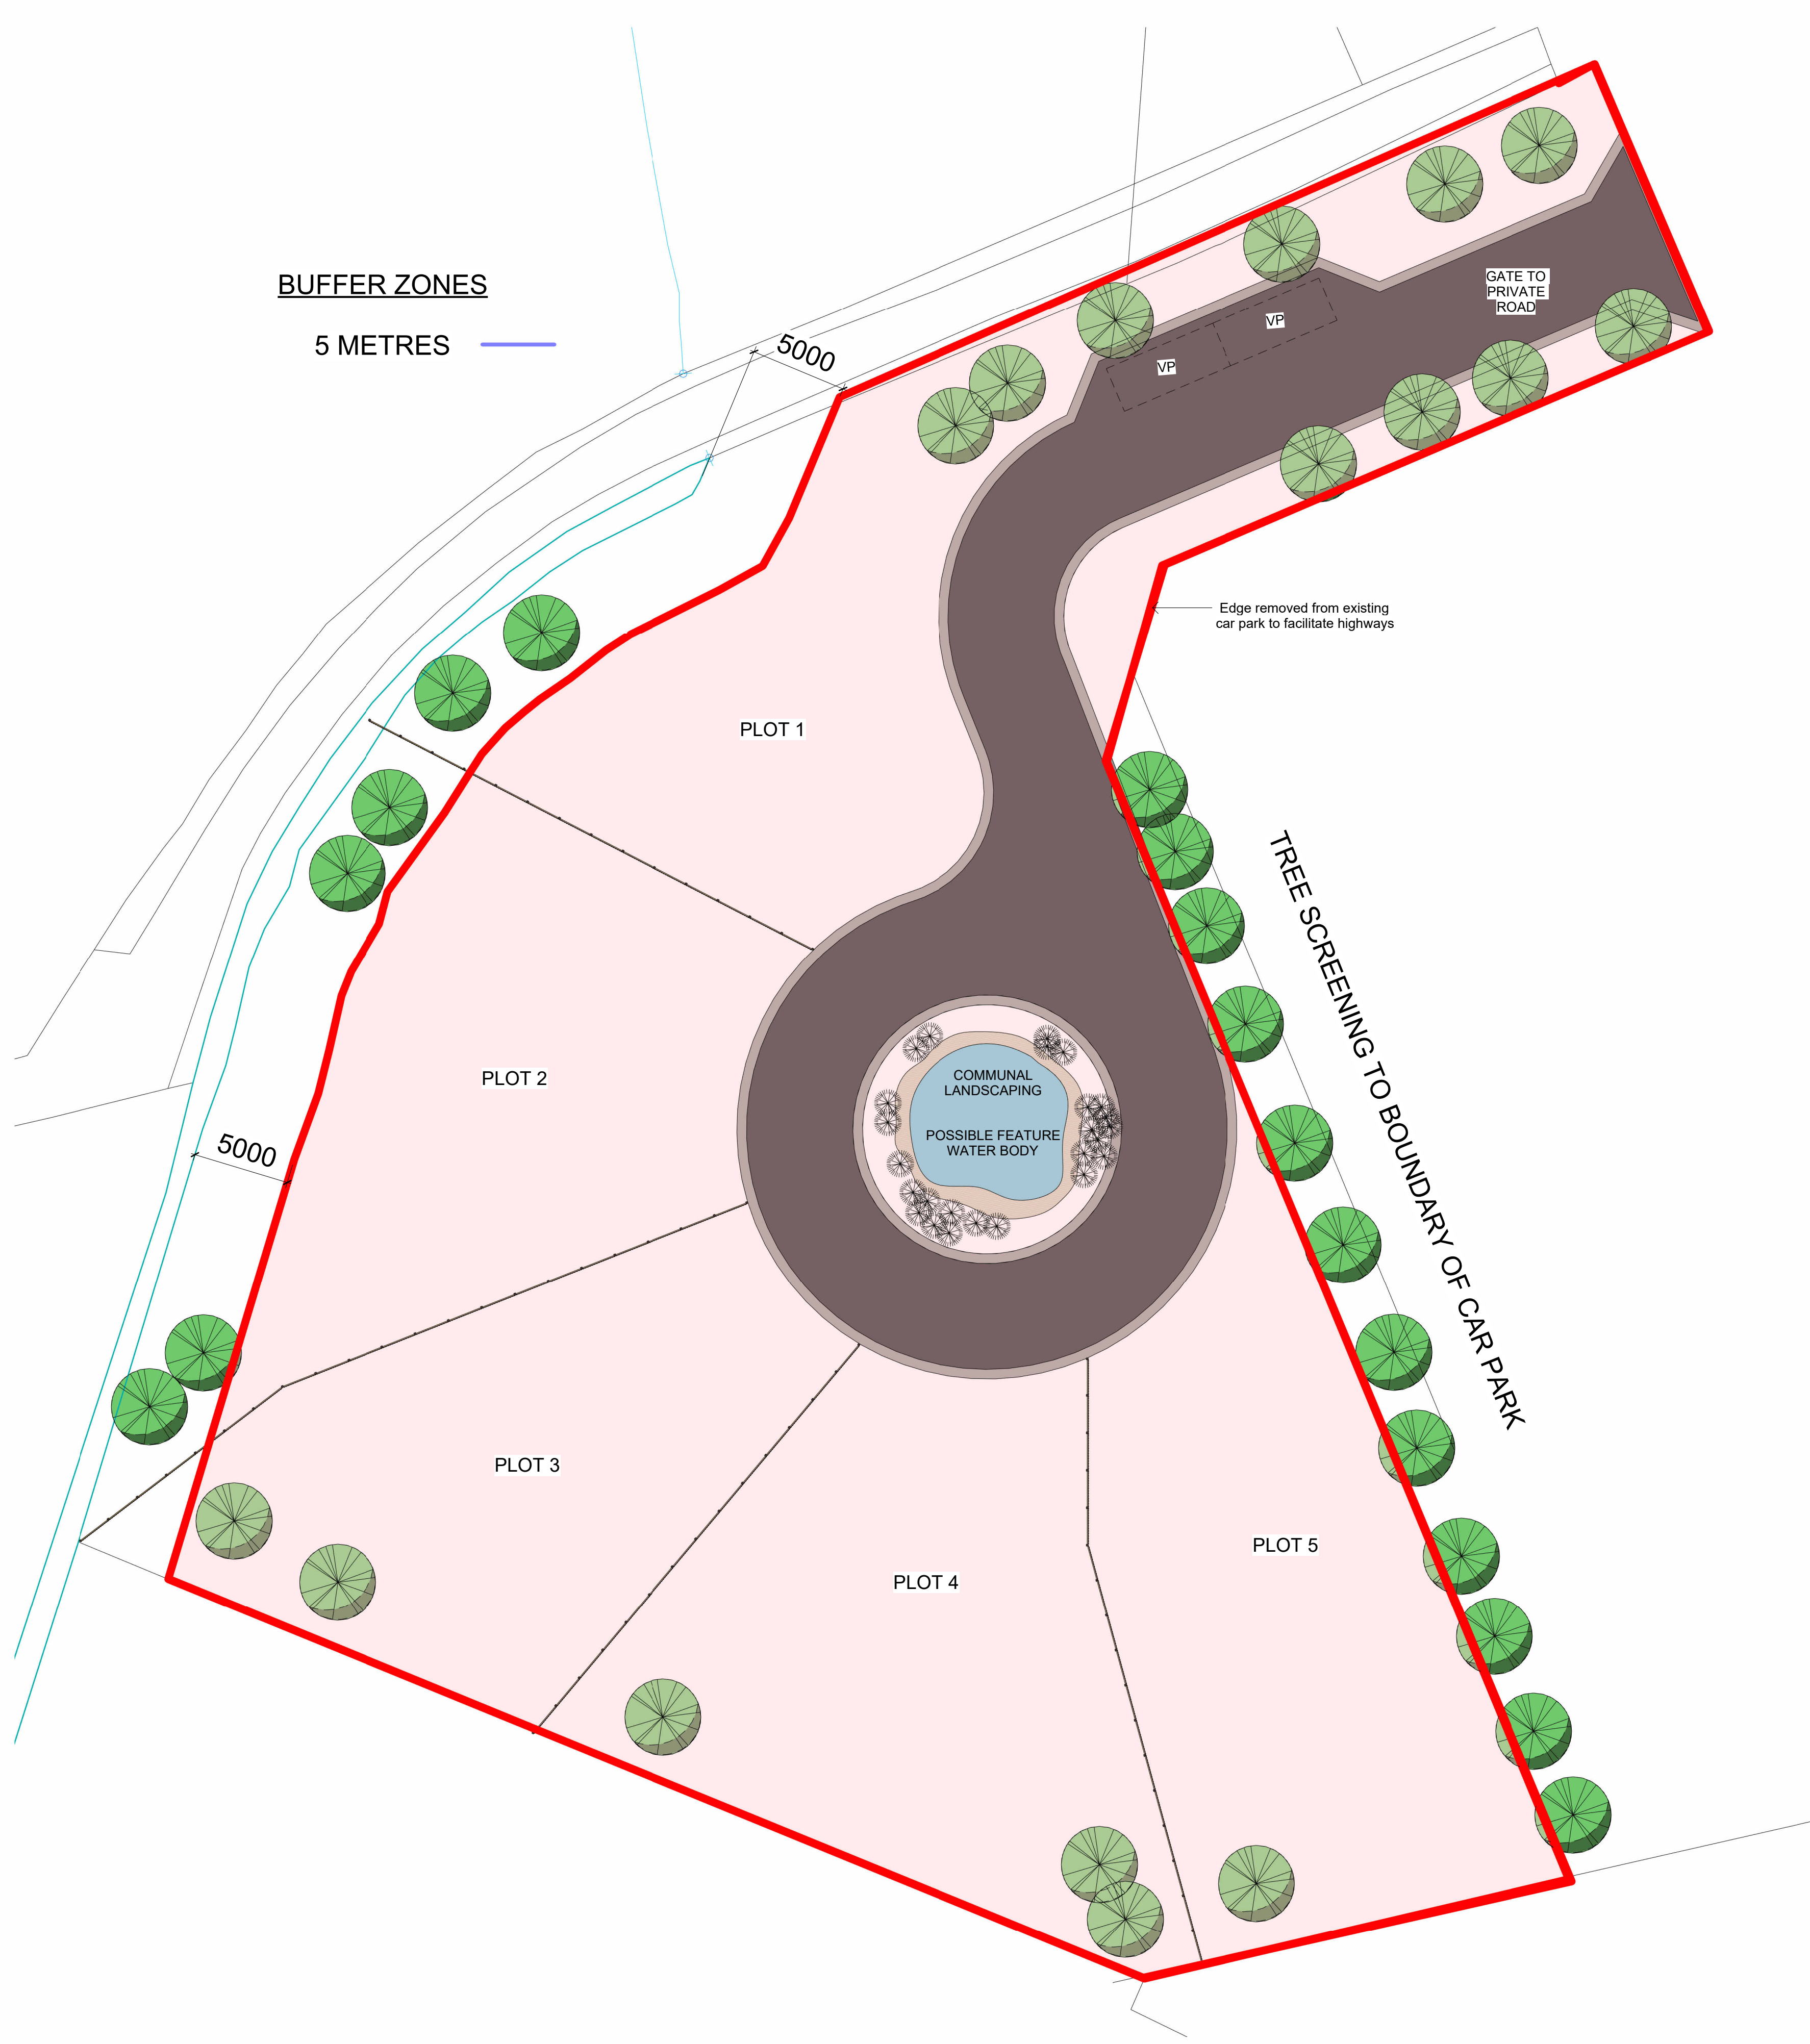 GATE TO
PRIVATE
ROAD
BUFFER ZONES
5 METRES
5000
VP
VP
Edge removed from existing
car park to facilitate highways
PLOT 1
TREE SCREENING TO BOUNDARY OF CAR PARK
PLOT 2
COMMUNAL
LANDSCAPING
POSSIBLE FEATURE
WATER BODY
5000
PLOT 3
PLOT 4
PLOT 5